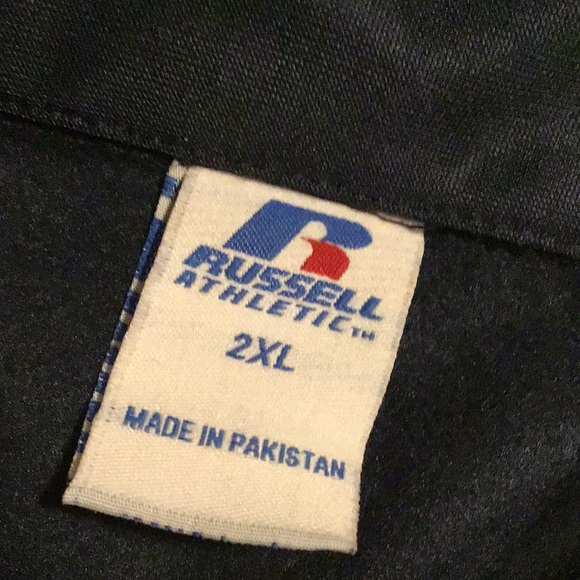 RUSSELL
ATHLETIC™
2XL
MADE IN PAKISTAN